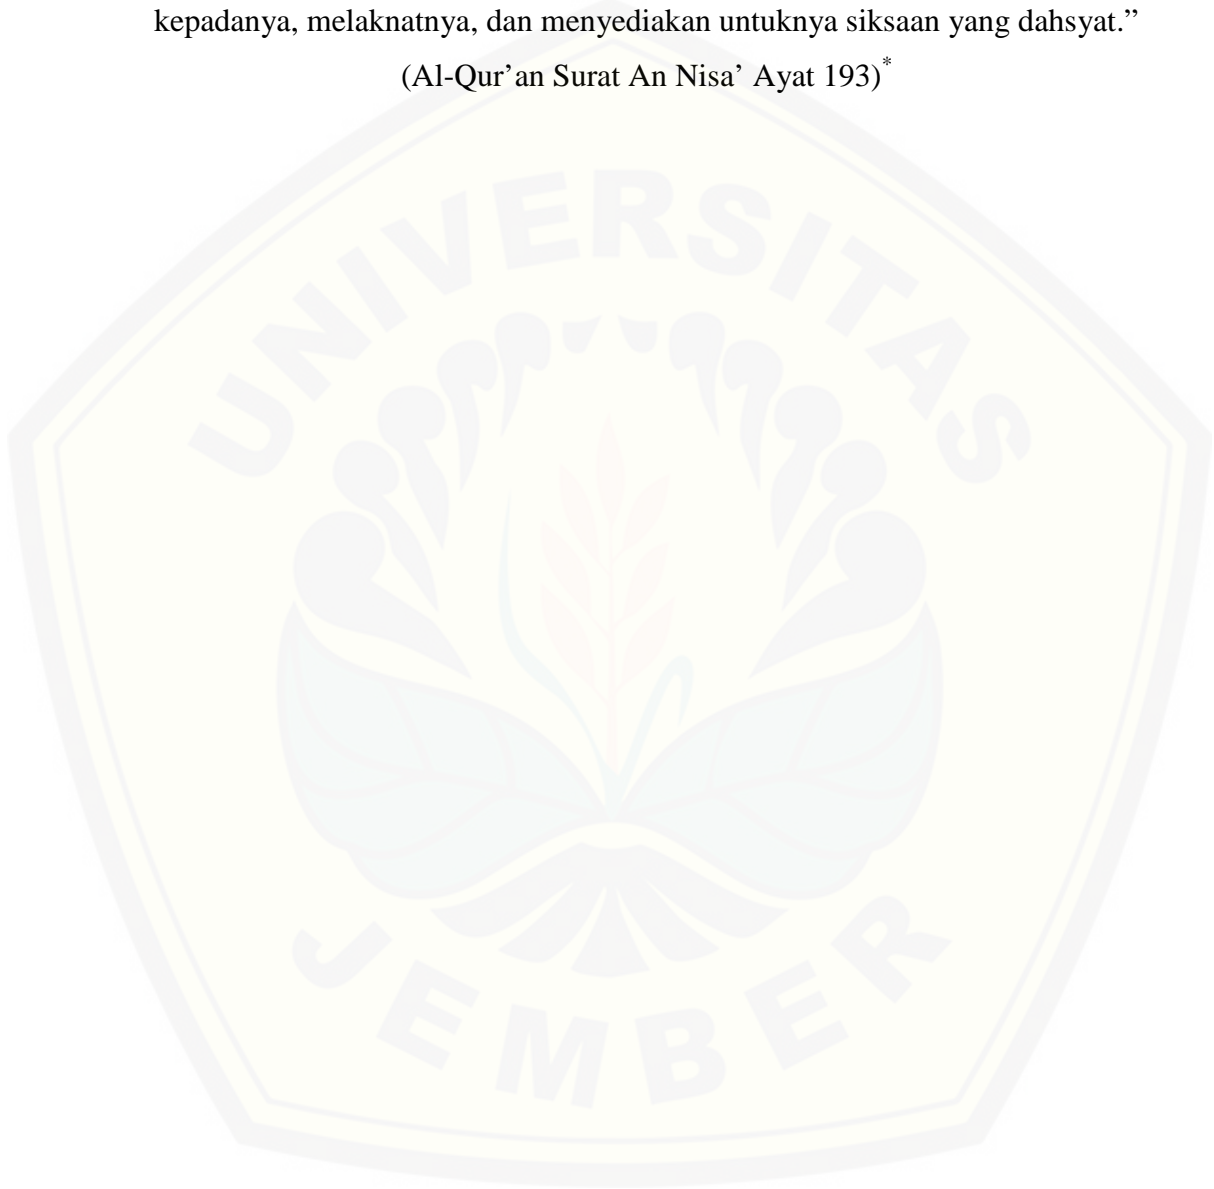 kepadanya, melaknatnya, dan menyediakan untuknya siksaan yang dahsyat.”
(Al-Qur’an Surat An Nisa’ Ayat 193)*
UNIVERSITAS
JEMBER